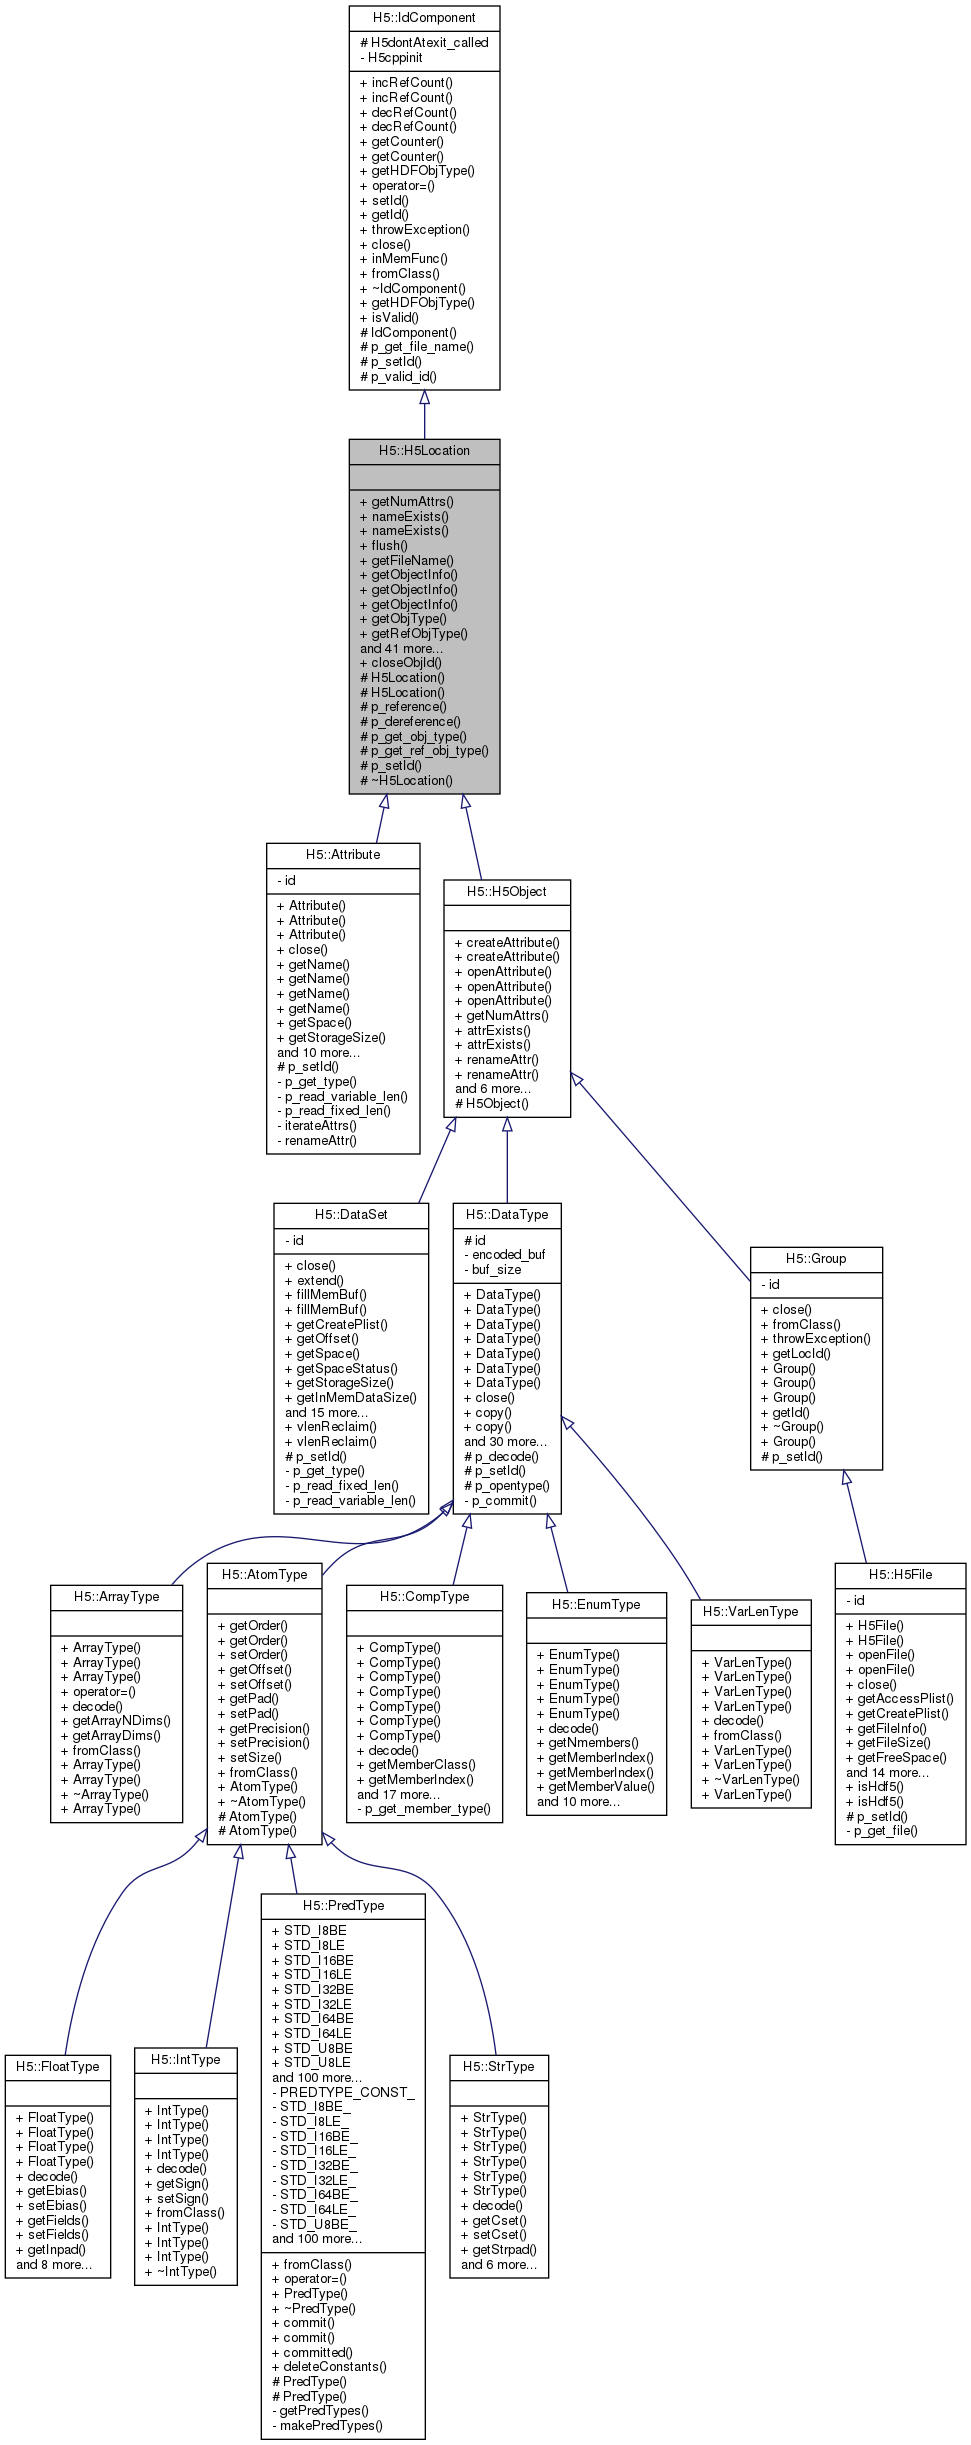 H5::IdComponent
# H5dontAtexit_called
- H5cppinit
+ incRefCount()
+ incRefCount()
+ decRefCount()
+ decRefCount()
+ getCounter()
+ getCounter()
+ getHDFObjType()
+ operator=()
+ setId()
+ getId()
+ throwException()
+ close()
+ inMemFunc()
+ fromClass()
+ ~IdComponent()
+ getHDFObjType()
+ isValid()
# IdComponent()
# p_get_file_name()
# p_setId()
# p_valid_id()
H5::H5Location
+ getNumAttrs()
+ nameExists()
+ nameExists()
+ flush()
+ getFileName()
+ getObjectInfo()
+ getObjectInfo()
+ getObjectInfo()
+ getObjType()
+ getRefObjType()
and 41 more...
+ closeObjId()
# H5Location()
# H5Location()
# p_reference()
# p_dereference()
# p_get_obj_type()
# p_get_ref_obj_type()
# p_setId()
# ~H5Location()
H5::Attribute
- id
+ Attribute()
+ Attribute()
+ Attribute()
+ close()
+ getName()
+ getName()
+ getName()
+ getName()
+ getSpace()
+ getStorageSize()
and 10 more...
# p_setId()
- p_get_type()
- p_read_variable_len()
- p_read_fixed_len()
- iterateAttrs()
- renameAttr()
H5::H5Object
+ createAttribute()
+ createAttribute()
+ openAttribute()
+ openAttribute()
+ openAttribute()
+ getNumAttrs()
+ attrExists()
+ attrExists()
+ renameAttr()
+ renameAttr()
and 6 more...
# H5Object()
H5::DataSet
- id
+ close()
+ extend()
+ fillMemBuf()
+ fillMemBuf()
+ getCreatePlist()
+ getOffset()
+ getSpace()
+ getSpaceStatus()
+ getStorageSize()
+ getInMemDataSize()
and 15 more...
+ vlenReclaim()
+ vlenReclaim()
# p_setId()
- p_get_type()
- p_read_fixed_len()
- p_read_variable_len()
H5::DataType
# id
- encoded_buf
- buf_size
+ DataType()
+ DataType()
+ DataType()
+ DataType()
+ DataType()
+ DataType()
+ DataType()
+ close()
+ copy()
+ copy()
and 30 more...
# p_decode()
# p_setId()
# p_opentype()
- p_commit()
H5::Group
- id
+ close()
+ fromClass()
+ throwException()
+ getLocId()
+ Group()
+ Group()
+ Group()
+ getId()
+ ~Group()
+ Group()
# p_setId()
H5::ArrayType
+ ArrayType()
+ ArrayType()
+ ArrayType()
+ operator=()
+ decode()
+ getArrayNDims()
+ getArrayDims()
+ fromClass()
+ ArrayType()
+ ArrayType()
+ ~ArrayType()
+ ArrayType()
H5::AtomType
+ getOrder()
+ getOrder()
+ setOrder()
+ getOffset()
+ setOffset()
+ getPad()
+ setPad()
+ getPrecision()
+ setPrecision()
+ setSize()
+ fromClass()
+ AtomType()
+ ~AtomType()
# AtomType()
# AtomType()
H5::CompType
+ CompType()
+ CompType()
+ CompType()
+ CompType()
+ CompType()
+ CompType()
+ CompType()
+ decode()
+ getMemberClass()
+ getMemberIndex()
and 17 more...
- p_get_member_type()
H5::EnumType
+ EnumType()
+ EnumType()
+ EnumType()
+ EnumType()
+ EnumType()
+ decode()
+ getNmembers()
+ getMemberIndex()
+ getMemberIndex()
+ getMemberValue()
and 10 more...
H5::VarLenType
+ VarLenType()
+ VarLenType()
+ VarLenType()
+ VarLenType()
+ decode()
+ fromClass()
+ VarLenType()
+ VarLenType()
+ ~VarLenType()
+ VarLenType()
H5::H5File
- id
+ H5File()
+ H5File()
+ openFile()
+ openFile()
+ close()
+ getAccessPlist()
+ getCreatePlist()
+ getFileInfo()
+ getFileSize()
+ getFreeSpace()
and 14 more...
+ isHdf5()
+ isHdf5()
# p_setId()
- p_get_file()
H5::FloatType
+ FloatType()
+ FloatType()
+ FloatType()
+ FloatType()
+ decode()
+ getEbias()
+ setEbias()
+ getFields()
+ setFields()
+ getInpad()
and 8 more...
H5::IntType
+ IntType()
+ IntType()
+ IntType()
+ IntType()
+ decode()
+ getSign()
+ setSign()
+ fromClass()
+ IntType()
+ IntType()
+ IntType()
+ ~IntType()
H5::PredType
+ STD_I8BE
+ STD_I8LE
+ STD_I16BE
+ STD_I16LE
+ STD_I32BE
+ STD_I32LE
+ STD_I64BE
+ STD_I64LE
+ STD_U8BE
+ STD_U8LE
and 100 more...
- PREDTYPE_CONST_
- STD_I8BE_
- STD_I8LE_
- STD_I16BE_
- STD_I16LE_
- STD_I32BE_
- STD_I32LE_
- STD_I64BE_
- STD_I64LE_
- STD_U8BE_
and 100 more...
+ fromClass()
+ operator=()
+ PredType()
+ ~PredType()
+ commit()
+ commit()
+ committed()
+ deleteConstants()
# PredType()
# PredType()
- getPredTypes()
- makePredTypes()
H5::StrType
+ StrType()
+ StrType()
+ StrType()
+ StrType()
+ StrType()
+ StrType()
+ decode()
+ getCset()
+ setCset()
+ getStrpad()
and 6 more...